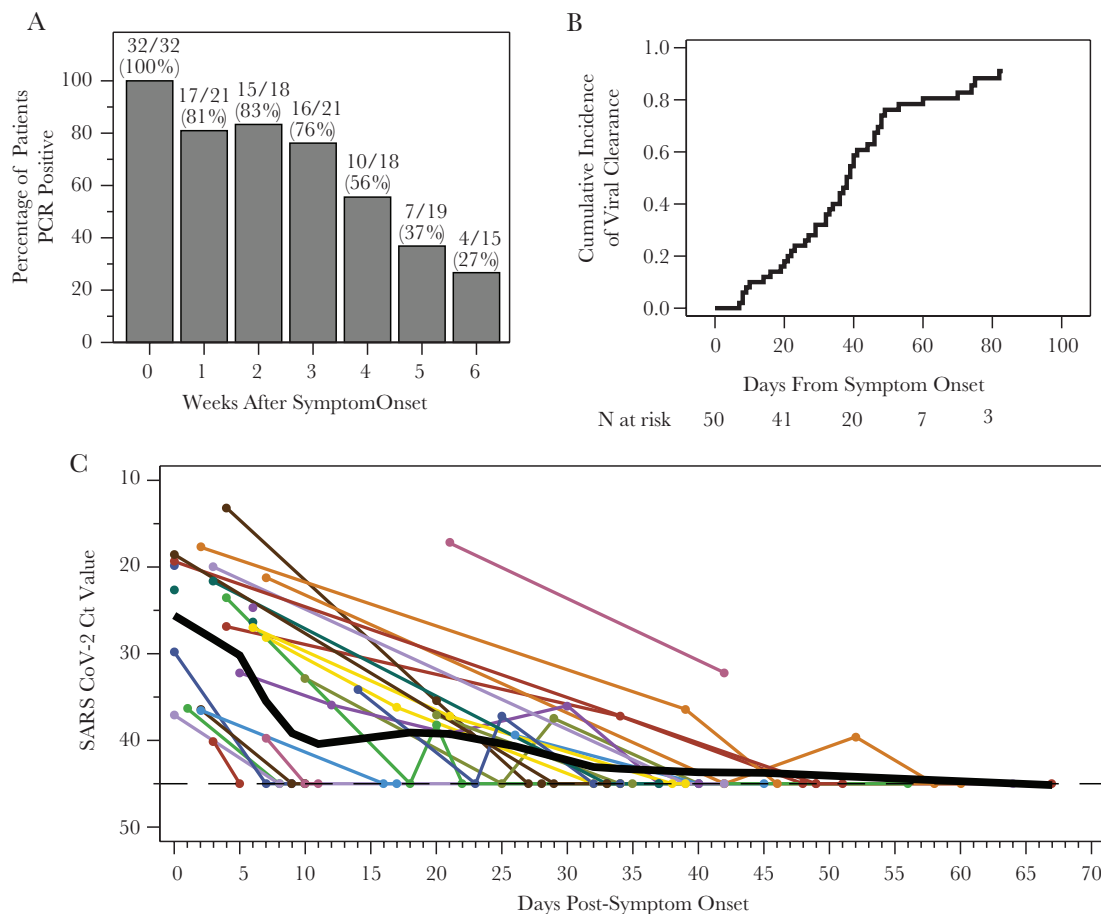 A
Percentage of Patients
PCR Positive
100
80
60
40
20
0
32/32
(100%)
17/21
(81%)
15/18
(83%)
16/21
(76%)
10/18
(56%)
7/19
(37%)
4/15
(27%)
0 1 2 3 4 5 6
Weeks After SymptomOnset
B
Cumulative Incidence
of Viral Clearance
1.0
0.8
0.6
0.4
0.2
0.0
0 20 40 60 80 100
Days From Symptom Onset
N at risk 50 41 20 7 3
C
SARS CoV-2 Ct Value
10
20
30
40
50
0 5 10 15 20 25 30 35 40 45 50 55 60 65 70
Days Post-Symptom Onset